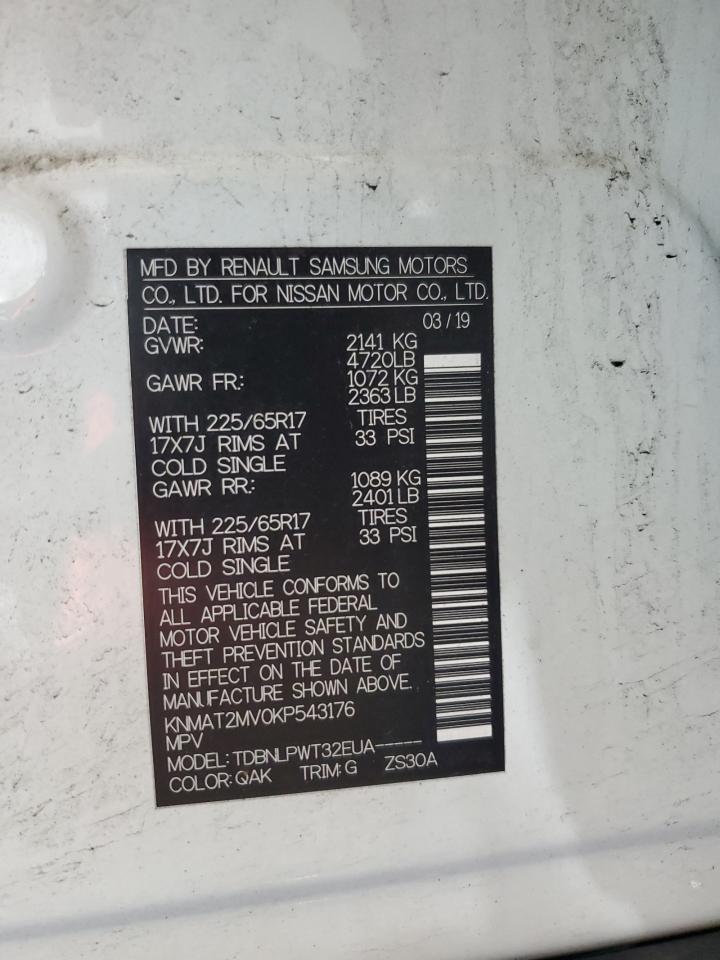 MFD BY RENAULT SAMSUNG MOTORS
CO., LTD. FOR NISSAN MOTOR CO., LTD.
DATE: 03 / 19
GVWR: 2141 KG
4720LB
GAWR FR.: 1072 KG
2363 LB
WITH 225/65R17 TIRES
17X7J RIMS AT 33 PSI
COLD SINGLE
GAWR RR.: 1089 KG
2401 LB
WITH 225/65R17 TIRES
17X7J RIMS AT 33 PSI
COLD SINGLE
THIS VEHICLE CONFORMS TO
ALL APPLICABLE FEDERAL
MOTOR VEHICLE SAFETY AND
THEFT PREVENTION STANDARDS
IN EFFECT ON THE DATE OF
MANUFACTURE SHOWN ABOVE.
KNMAT2MV0KP543176
MPV
MODEL: TDBNLPWT32EUA-----
COLOR: QAK TRIM: G ZS30A